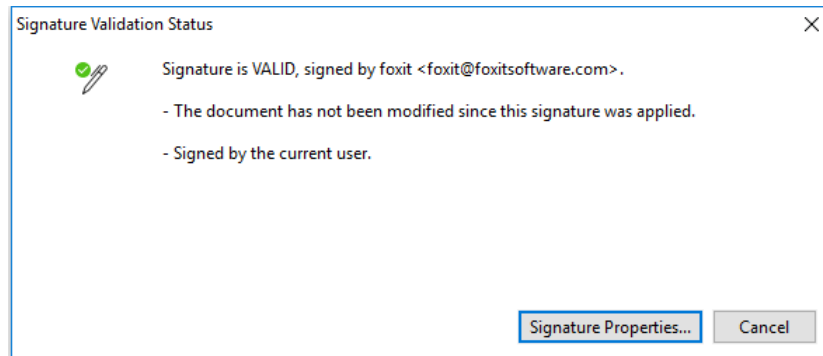 Signature Validation Status
Signature is VALID, signed by foxit <foxit@foxitsoftware.com>.
- The document has not been modified since this signature was applied.
- Signed by the current user.
Signature Properties... Cancel